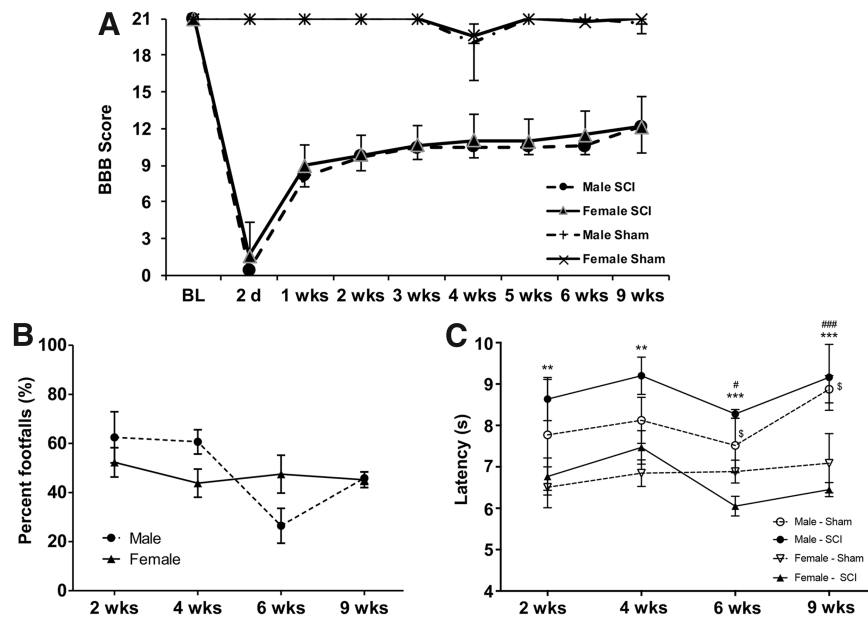 A
BBB Score
21
18
15
12
9
6
3
0
BL 2 d 1 wks 2 wks 3 wks 4 wks 5 wks 6 wks 9 wks
Male SCI
Female SCI
Male Sham
Female Sham
B
Percent footfalls (%)
100
80
60
40
20
0
2 wks 4 wks 6 wks 9 wks
Male
Female
C
Latency (s)
10
9
8
7
6
5
4
**
**
#
***
$
###
***
$
2 wks 4 wks 6 wks 9 wks
Male - Sham
Male - SCI
Female - Sham
Female - SCI